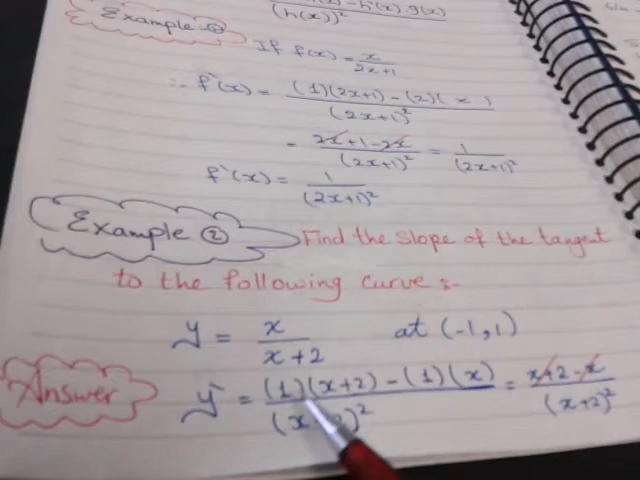 (h(x))²
Example ①
If f(x) = x/2x+1
∴ f`(x) = (1)(2x+1) - (2)(x)/(2x+1)²
= 2x+1-2x/(2x+1)² = 1/(2x+1)²
f`(x) = 1/(2x+1)²
Example ② Find the slope of the tangent
to the following curve :-
y = x/x+2 at (-1,1)
Answer y` = (1)(x+2) - (1)(x)/(x+2)² = x+2-x/(x+2)²